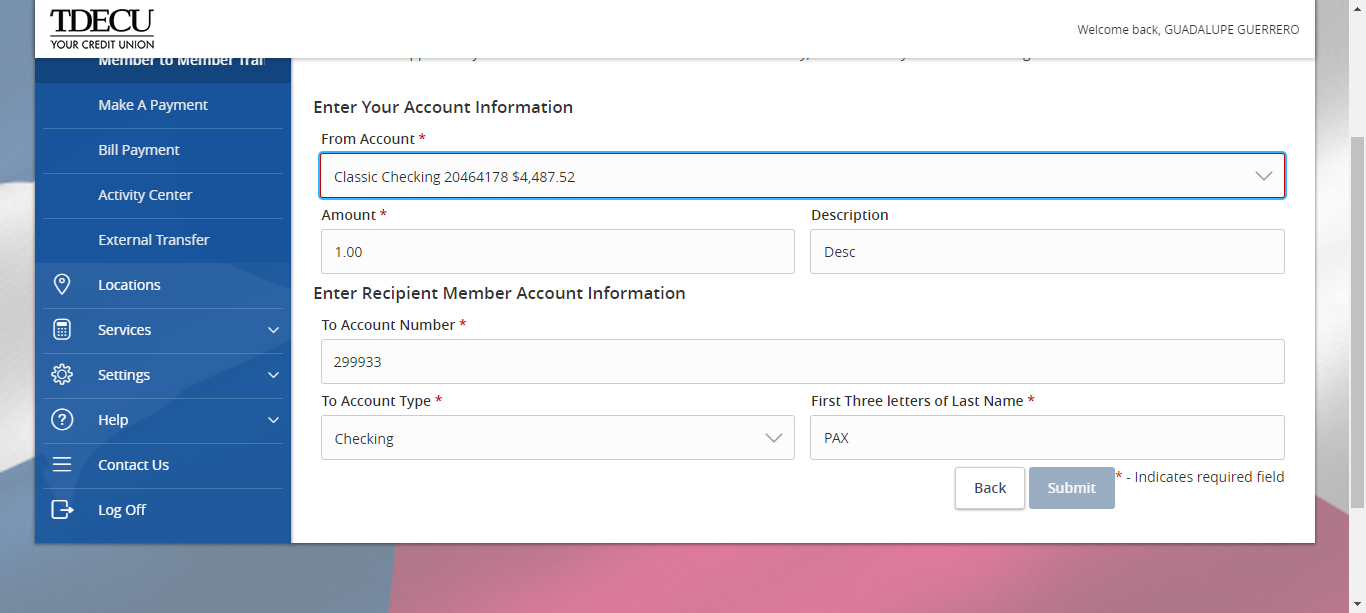 TDECU
YOUR CREDIT UNION
Welcome back, GUADALUPE GUERRERO
Member to Member
Make A Payment
Bill Payment
Activity Center
External Transfer
Locations
Services
Settings
Help
Contact Us
Log Off
Enter Your Account Information
From Account *
Classic Checking 20464178 $4,487.52
Amount * Description
1.00 Desc
Enter Recipient Member Account Information
To Account Number *
299933
To Account Type * First Three letters of Last Name *
Checking PAX
Back Submit * - Indicates required field